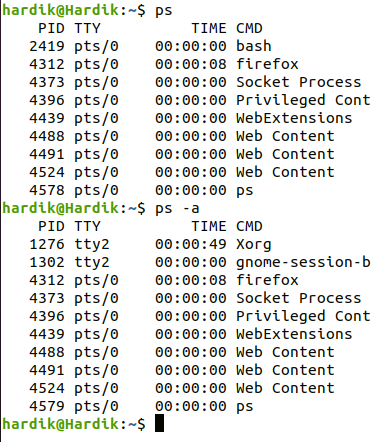 hardik@Hardik:~$ ps
    PID TTY          TIME CMD
   2419 pts/0    00:00:00 bash
   4312 pts/0    00:00:08 firefox
   4373 pts/0    00:00:00 Socket Process
   4396 pts/0    00:00:00 Privileged Cont
   4439 pts/0    00:00:00 WebExtensions
   4488 pts/0    00:00:00 Web Content
   4491 pts/0    00:00:00 Web Content
   4524 pts/0    00:00:00 Web Content
   4578 pts/0    00:00:00 ps
hardik@Hardik:~$ ps -a
    PID TTY          TIME CMD
   1276 tty2     00:00:49 Xorg
   1302 tty2     00:00:00 gnome-session-b
   4312 pts/0    00:00:08 firefox
   4373 pts/0    00:00:00 Socket Process
   4396 pts/0    00:00:00 Privileged Cont
   4439 pts/0    00:00:00 WebExtensions
   4488 pts/0    00:00:00 Web Content
   4491 pts/0    00:00:00 Web Content
   4524 pts/0    00:00:00 Web Content
   4579 pts/0    00:00:00 ps
hardik@Hardik:~$